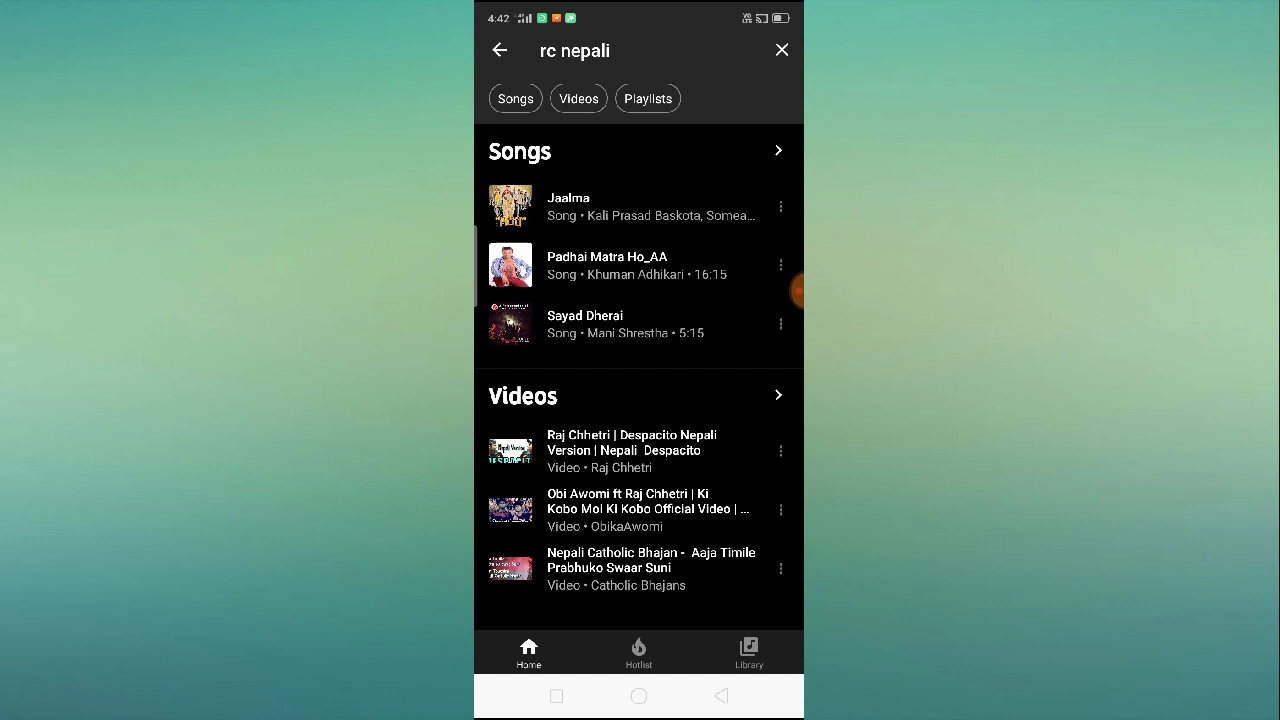 4:42
rc nepali
Songs
Videos
Playlists
Songs
Jaalma
Song • Kali Prasad Baskota, Somea...
Padhai Matra Ho_AA
Song • Khuman Adhikari • 16:15
Sayad Dherai
Song • Mani Shrestha • 5:15
Videos
Raj Chhetri | Despacito Nepali
Version | Nepali Despacito
Video • Raj Chhetri
Obi Awomi ft Raj Chhetri | Ki
Kobo Moi Ki Kobo Official Video | ...
Video • ObikaAwomi
Nepali Catholic Bhajan - Aaja Timile
Prabhuko Swaar Suni
Video • Catholic Bhajans
Home
Hotlist
Library